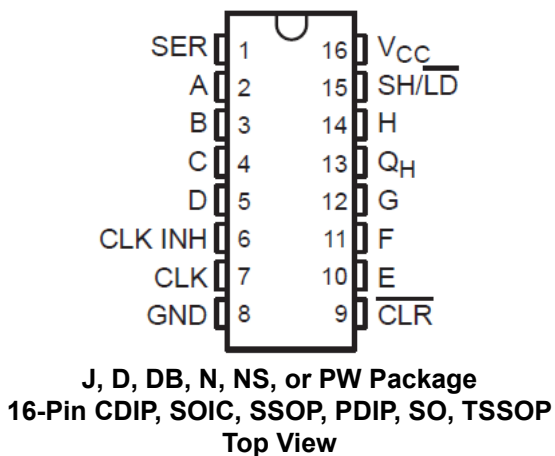 SER 1 16 VCC
A 2 15 SH/LD
B 3 14 H
C 4 13 QH
D 5 12 G
CLK INH 6 11 F
CLK 7 10 E
GND 8 9 CLR
J, D, DB, N, NS, or PW Package
16-Pin CDIP, SOIC, SSOP, PDIP, SO, TSSOP
Top View